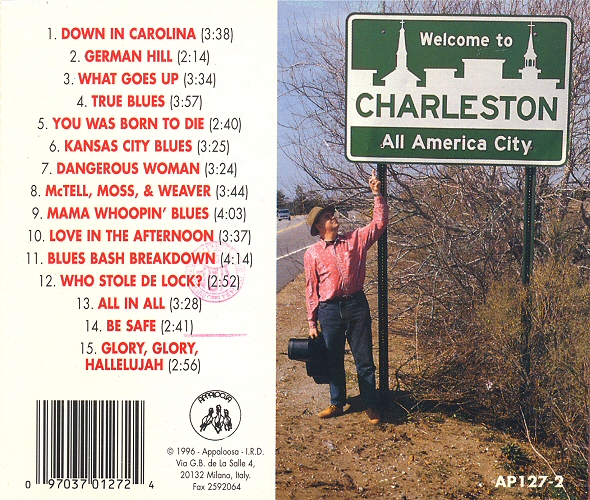 1. DOWN IN CAROLINA (3:38)
2. GERMAN HILL (2:14)
3. WHAT GOES UP (3:34)
4. TRUE BLUES (3:57)
5. YOU WAS BORN TO DIE (2:40)
6. KANSAS CITY BLUES (3:25)
7. DANGEROUS WOMAN (3:24)
8. McTELL, MOSS, & WEAVER (3:44)
9. MAMA WHOOPIN' BLUES (4:03)
10. LOVE IN THE AFTERNOON (3:37)
11. BLUES BASH BREAKDOWN (4:14)
12. WHO STOLE DE LOCK? (2:52)
13. ALL IN ALL (3:28)
14. BE SAFE (2:41)
15. GLORY, GLORY,
HALLELUJAH (2:56)
APPALOOSA
© 1996 - Appaloosa - I.R.D.
Via G.B. de La Salle 4,
20132 Milano, Italy.
Fax 2592064
0 97037 01272 4
Welcome to
CHARLESTON
All America City
AP127-2